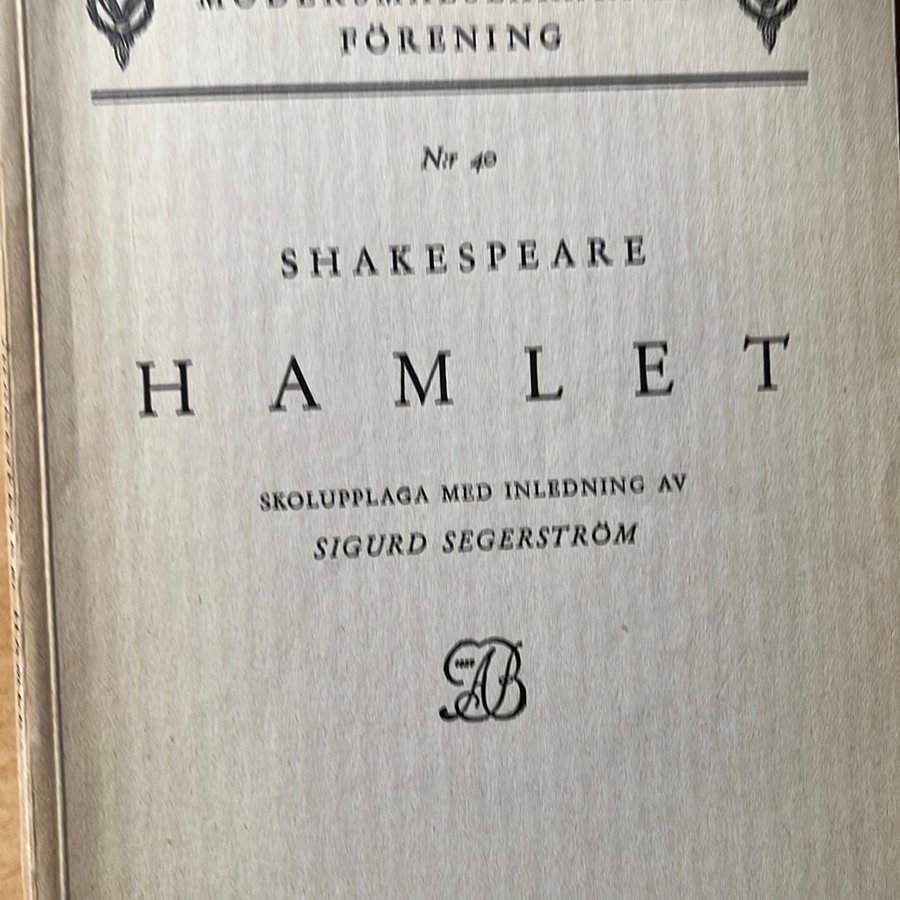 FÖRENING
Nr 40
SHAKESPEARE
HAMLET
SKOLUPPLAGA MED INLEDNING AV
SIGURD SEGERSTRÖM